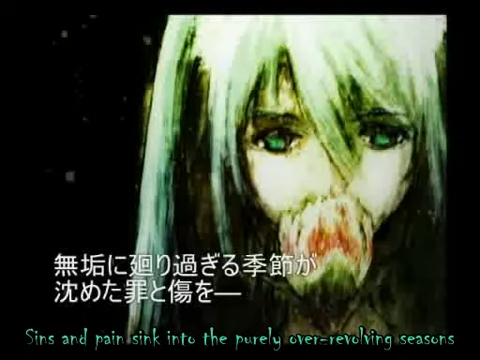 無垢に廻り過ぎる季節が
沈めた罪と傷を—
Sins and pain sink into the purely over-revolving seasons